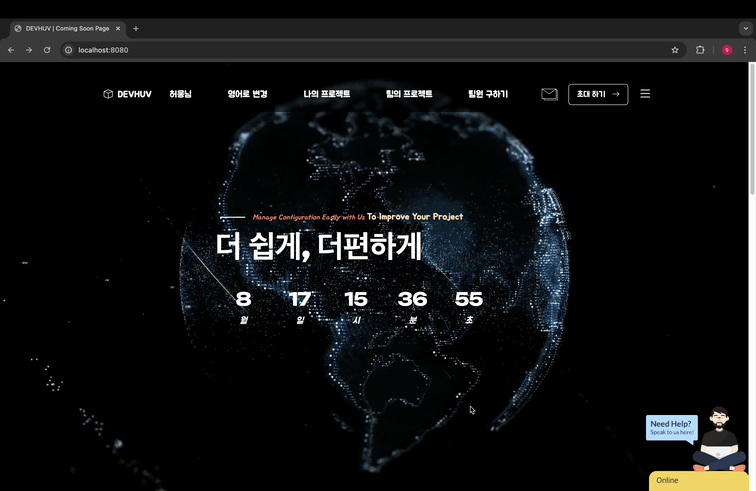 DEVHUV | Coming Soon Page
localhost:8080
DEVHUV 허물님 영어로 변경 나의 프로젝트 팀의 프로젝트 팀원 구하기 초대 하기
Manage Configuration Easily with Us To Improve Your Project
더 쉽게, 더편하게
8 17 15 36 55
월 일 시 분 초
Need Help?
Speak to us here!
Online